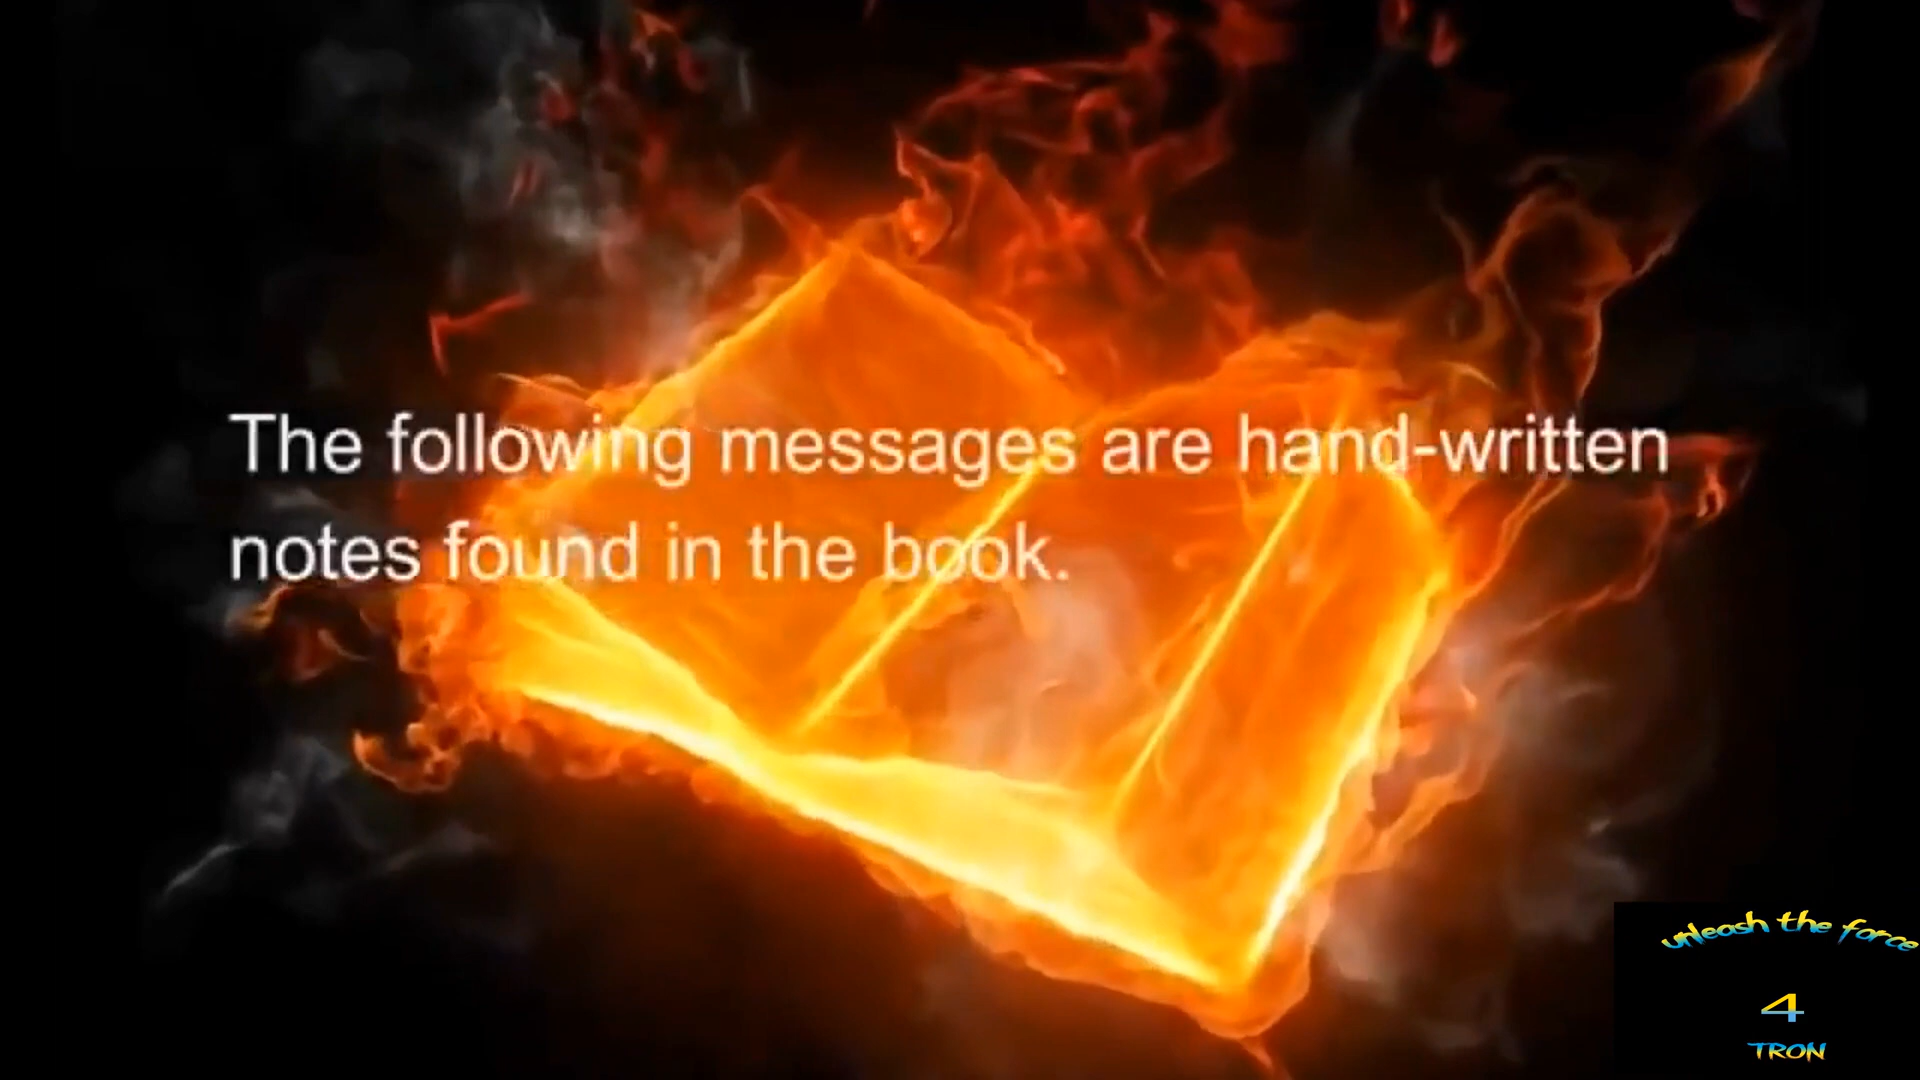 The following messages are hand-written
notes found in the book.
unleash the force
4
TRON